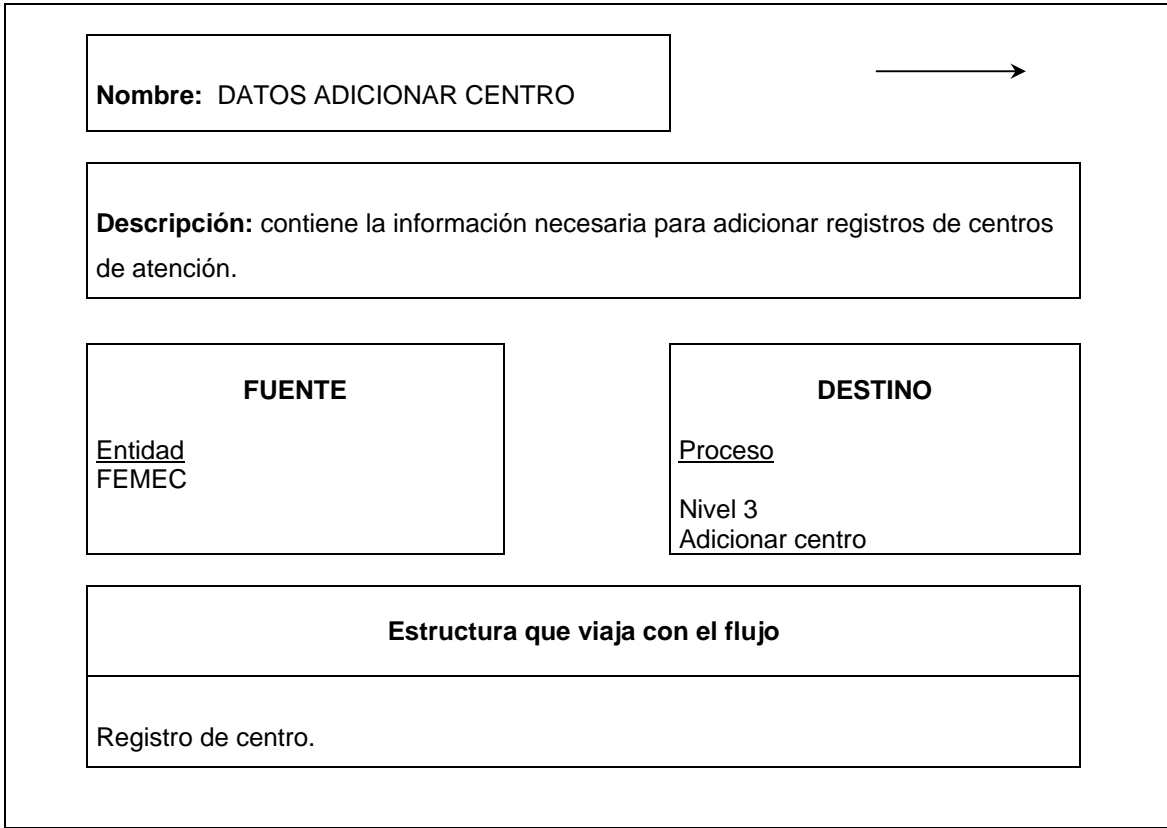 Nombre: DATOS ADICIONAR CENTRO
Descripción: contiene la información necesaria para adicionar registros de centros
de atención.
FUENTE
Entidad
FEMEC
DESTINO
Proceso
Nivel 3
Adicionar centro
Estructura que viaja con el flujo
Registro de centro.